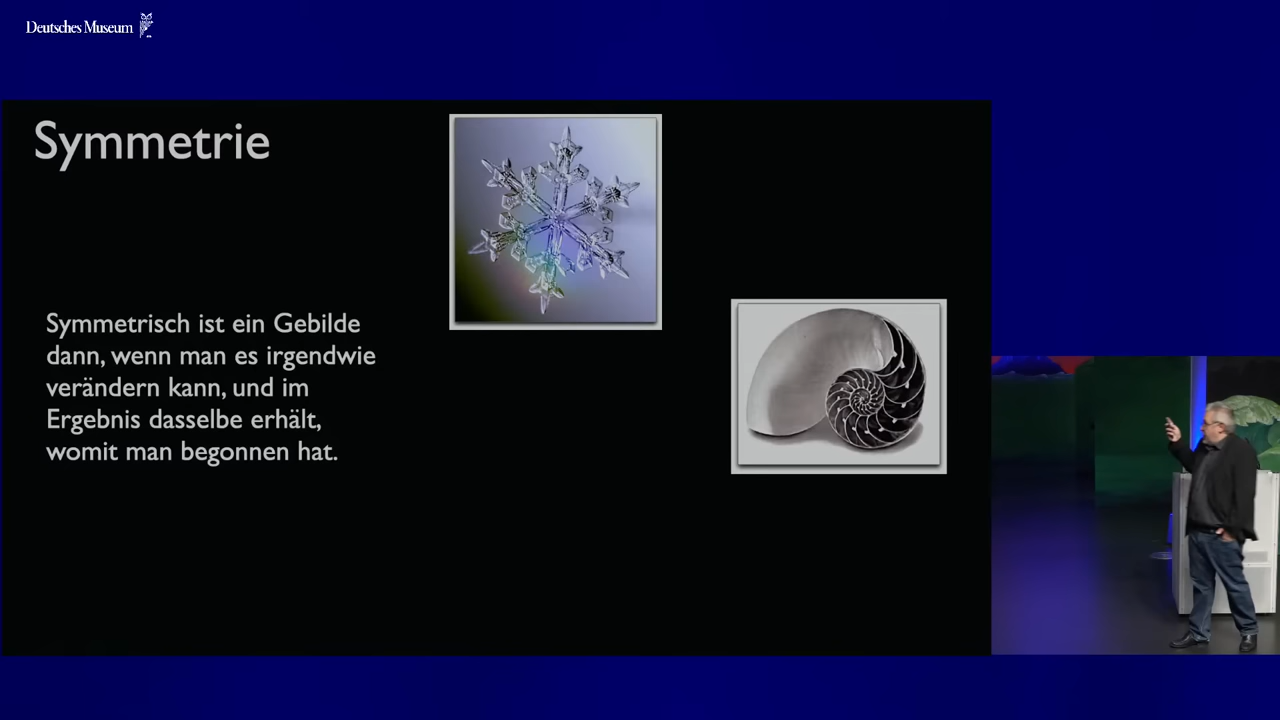 Deutsches Museum
Symmetrie
Symmetrisch ist ein Gebilde
dann, wenn man es irgendwie
verändern kann, und im
Ergebnis dasselbe erhält,
womit man begonnen hat.